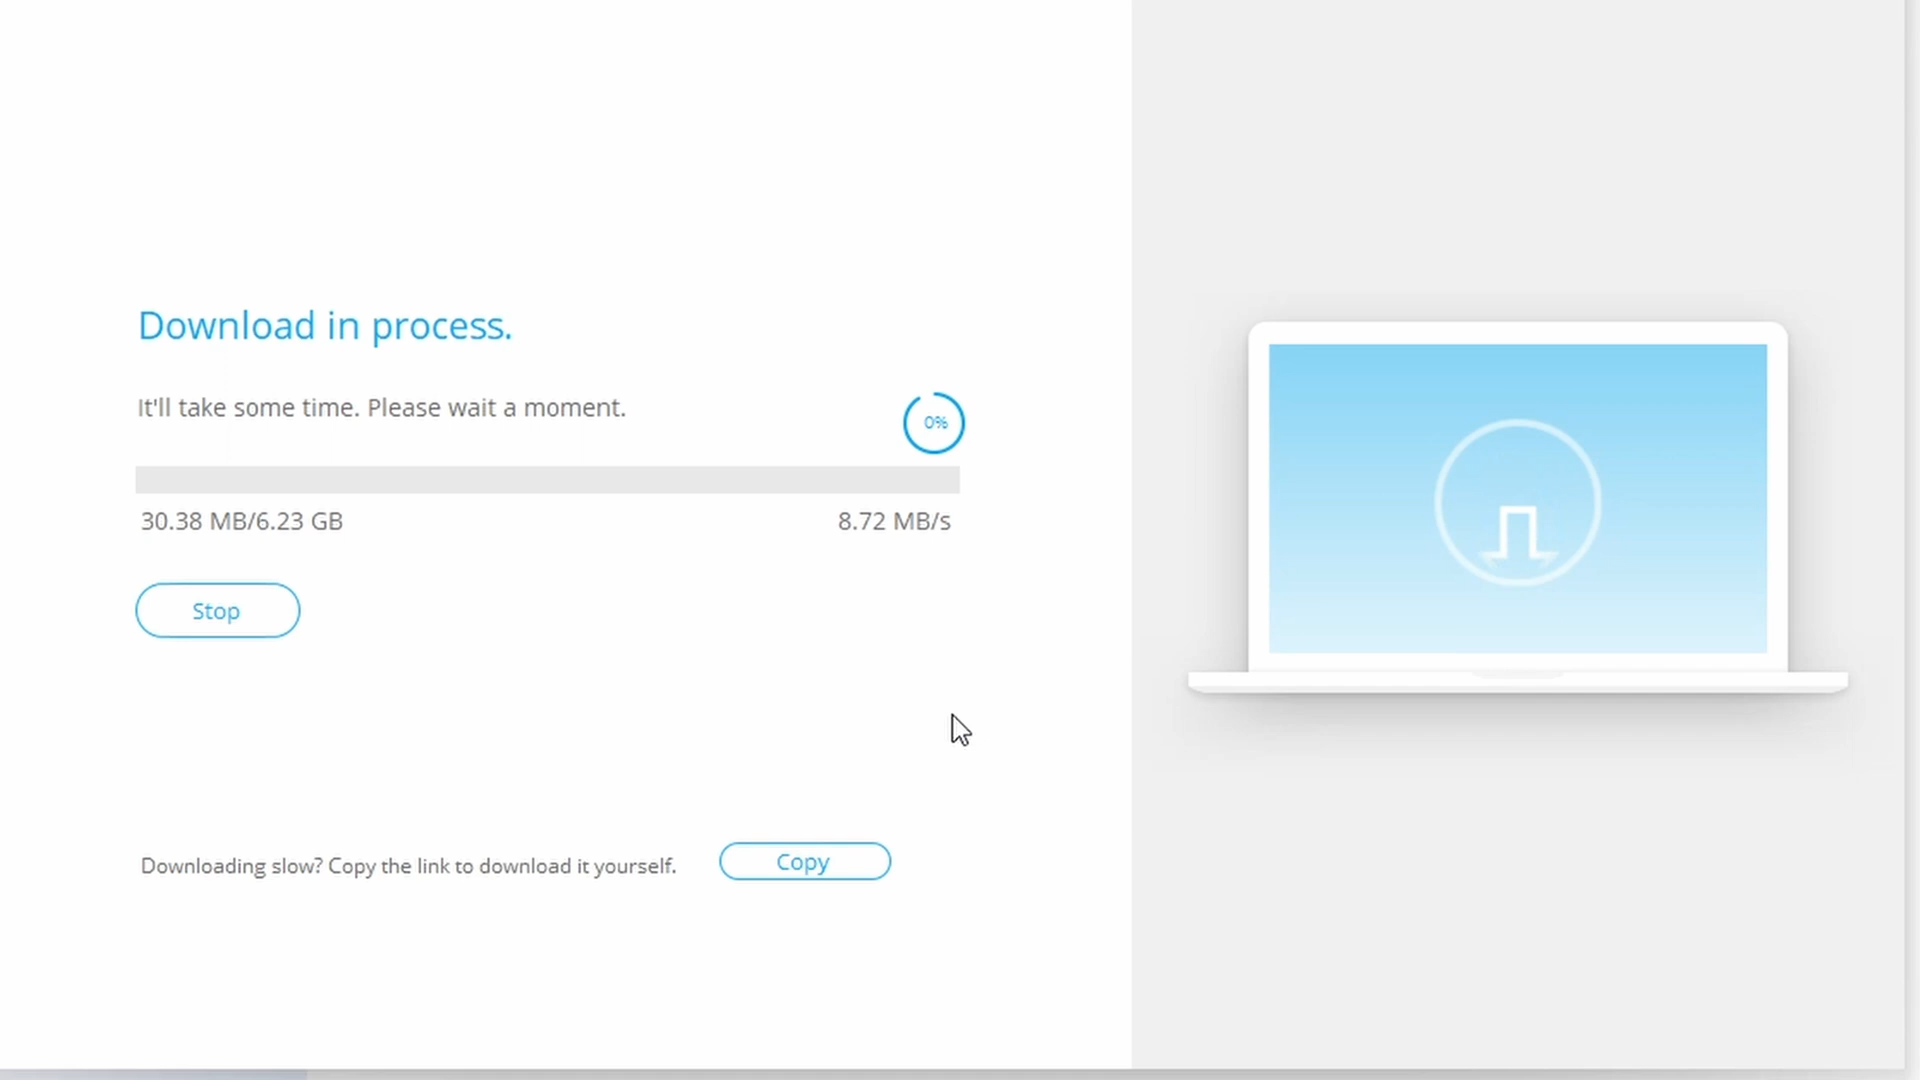 Download in process.
It'll take some time. Please wait a moment.
0%
30.38 MB/6.23 GB
8.72 MB/s
Stop
Downloading slow? Copy the link to download it yourself.
Copy